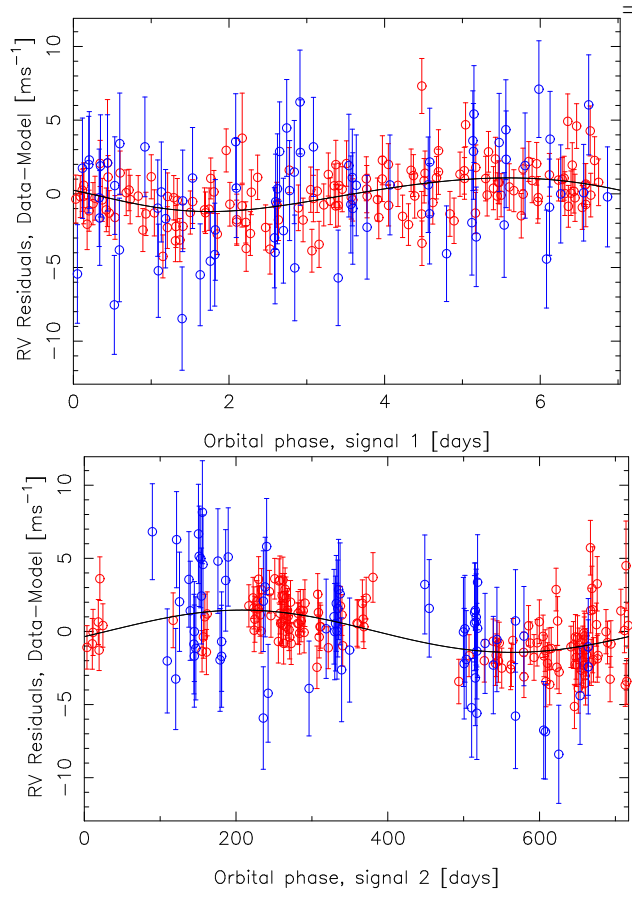 =
10
5
0
−5
−10
RV Residuals, Data−Model [ms⁻¹]
0 2 4 6
Orbital phase, signal 1 [days]
10
5
0
−5
−10
RV Residuals, Data−Model [ms⁻¹]
0 200 400 600
Orbital phase, signal 2 [days]